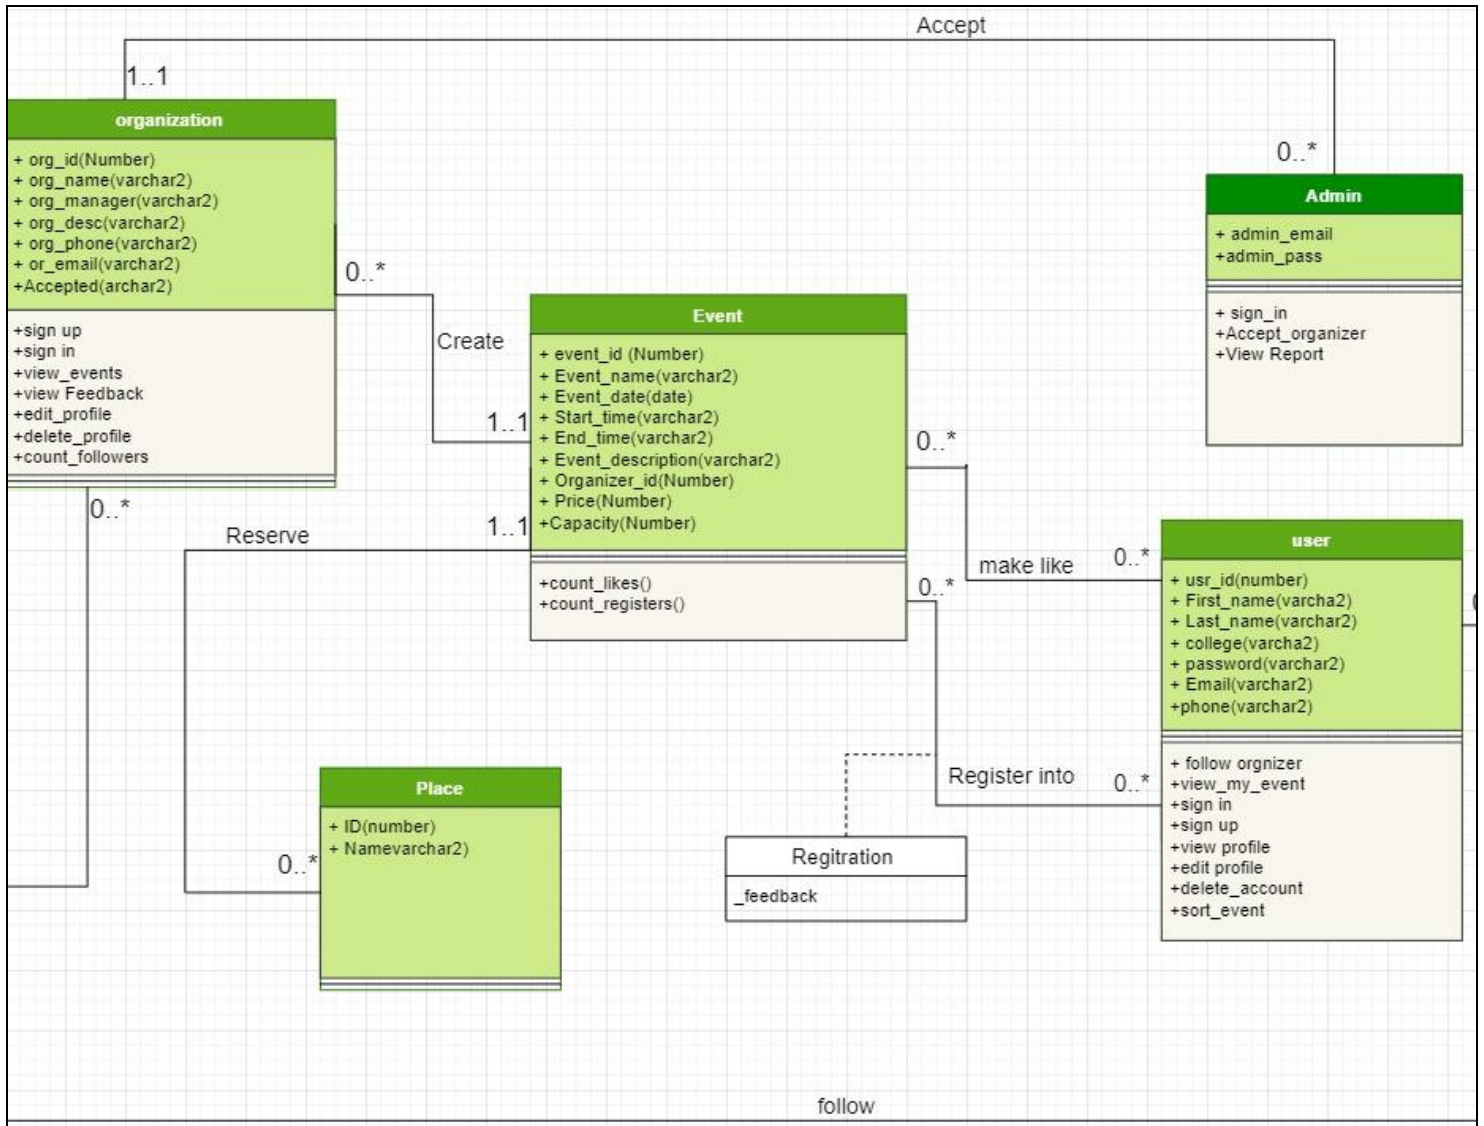 Accept
1..1
0..*
organization
+ org_id(Number)
+ org_name(varchar2)
+ org_manager(varchar2)
+ org_desc(varchar2)
+ org_phone(varchar2)
+ or_email(varchar2)
+Accepted(archar2)
+sign up
+sign in
+view_events
+view Feedback
+edit_profile
+delete_profile
+count_followers
0..*
0..*
Create
1..1
Reserve
1..1
Event
+ event_id (Number)
+ Event_name(varchar2)
+ Event_date(date)
+ Start_time(varchar2)
+ End_time(varchar2)
+ Event_description(varchar2)
+ Organizer_id(Number)
+ Price(Number)
+Capacity(Number)
+count_likes()
+count_registers()
Admin
+ admin_email
+admin_pass
+ sign_in
+Accept_organizer
+View Report
0..*
make like
0..*
0..*
Register into
0..*
user
+ usr_id(number)
+ First_name(varcha2)
+ Last_name(varchar2)
+ college(varcha2)
+ password(varchar2)
+ Email(varchar2)
+phone(varchar2)
+ follow orgnizer
+view_my_event
+sign in
+sign up
+view profile
+edit profile
+delete_account
+sort_event
Place
+ ID(number)
+ Namevarchar2)
0..*
Regitration
_feedback
follow